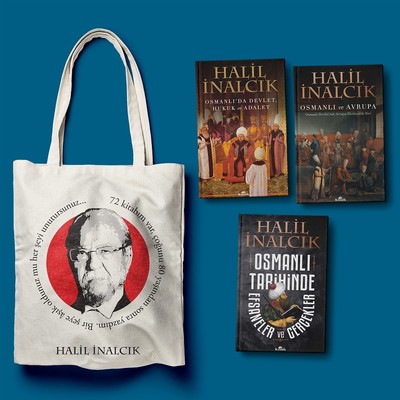 72 kitabım var, çoğunu 80 yaşından sonra yazdım. Bir şeye âşık oldunuz mu her şeyi unutursunuz...
HALİL İNALCIK
HALİL
İNALCIK
OSMANLI'DA DEVLET,
HUKUK ve ADALET
HALİL
İNALCIK
OSMANLI ve AVRUPA
HALİL
İNALCIK
OSMANLI
TARİHİNDE
EFSANELER ve GERÇEKLER